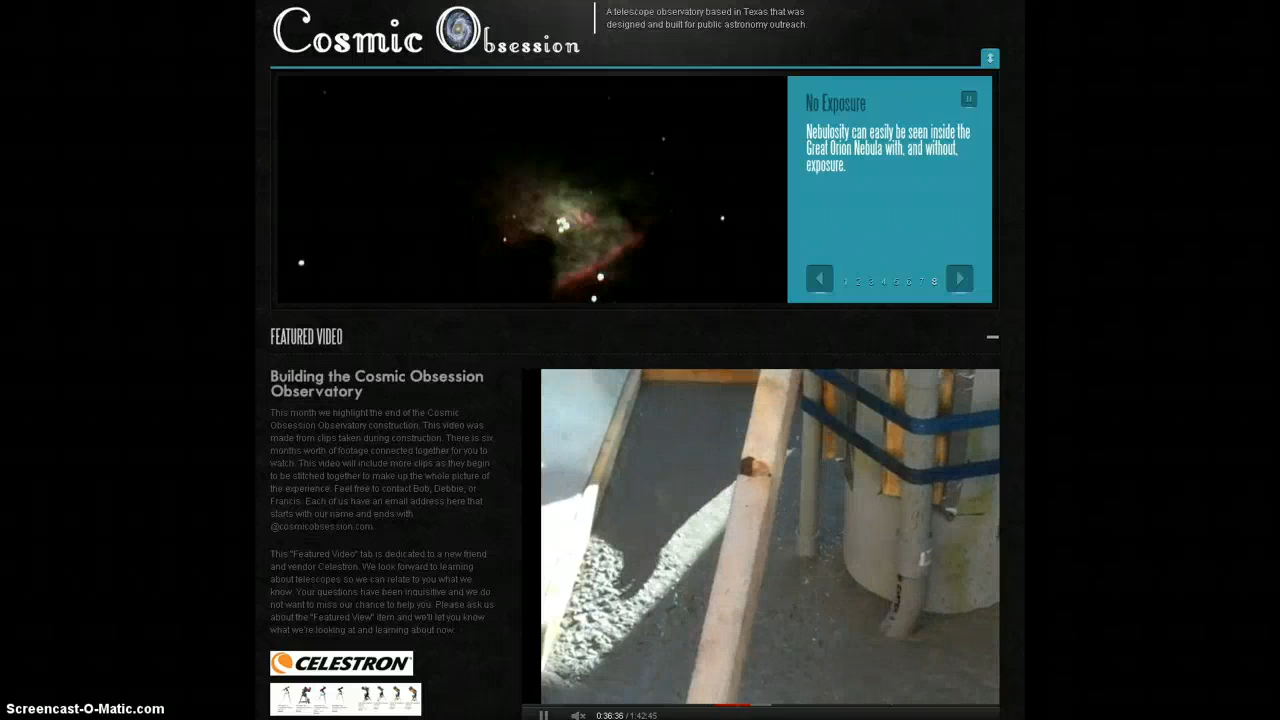 Cosmic Obsession
A telescope observatory based in Texas that was
designed and built for public astronomy outreach.
No Exposure
Nebulosity can easily be seen inside the
Great Orion Nebula with, and without,
exposure.
1 2 3 4 5 6 7 8
FEATURED VIDEO
Building the Cosmic Obsession
Observatory
This month we highlight the end of the Cosmic
Obsession Observatory construction. This video was
made from clips taken during construction. There is six
months worth of footage connected together for you to
watch. This video will include more clips as they begin
to be stitched together to make up the whole picture of
the experience. Feel free to contact Bob, Debbie, or
Francis. Each of us have an email address here that
starts with our name and ends with
@cosmicobsession.com.
This "Featured Video" tab is dedicated to a new friend
and vendor Celestron. We look forward to learning
about telescopes so we can relate to you what we
know. Your questions have been inquisitive and we do
not want to miss our chance to help you. Please ask us
about the "Featured View" item and we'll let you know
what we're looking at and learning about now.
CELESTRON
0:36:36 / 1:42:45
Screencast-O-Matic.com